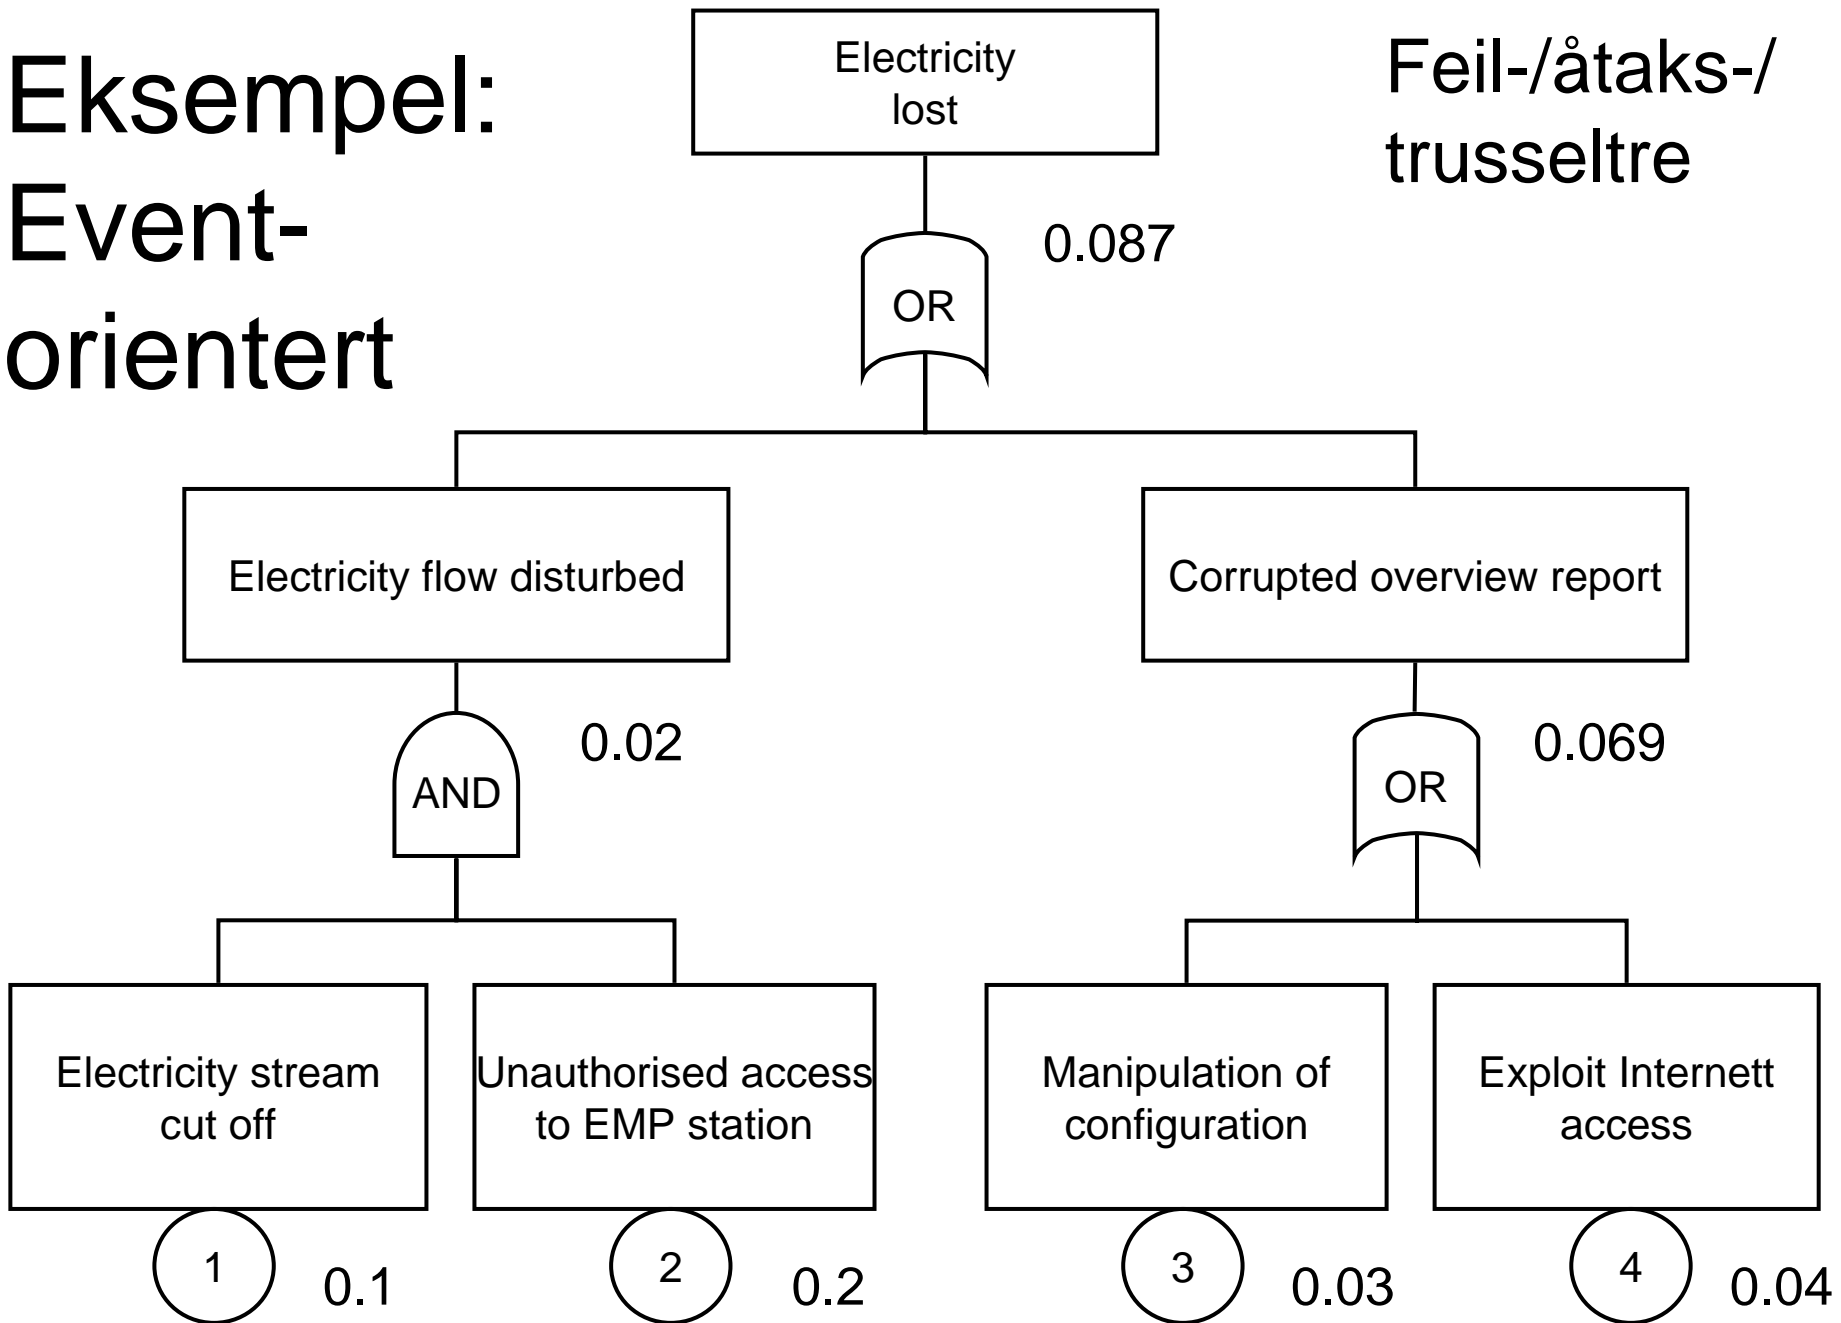 Eksempel:
Event-
orientert
Feil-/åtaks-/
trusseltre
Electricity
lost
0.087
OR
Electricity flow disturbed
Corrupted overview report
0.02
AND
0.069
OR
Electricity stream
cut off
Unauthorised access
to EMP station
Manipulation of
configuration
Exploit Internett
access
1
0.1
2
0.2
3
0.03
4
0.04